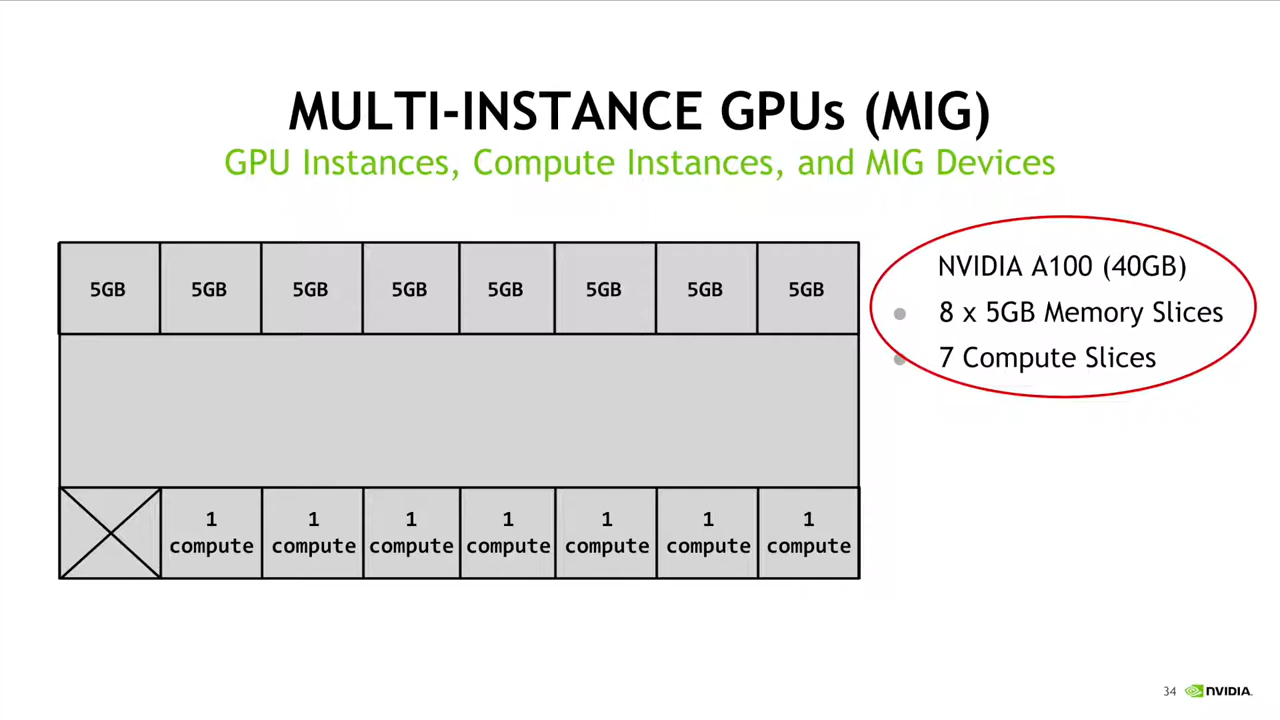 MULTI-INSTANCE GPUs (MIG)
GPU Instances, Compute Instances, and MIG Devices
5GB 5GB 5GB 5GB 5GB 5GB 5GB 5GB
NVIDIA A100 (40GB)
8 x 5GB Memory Slices
7 Compute Slices
1 1 1 1 1 1 1
compute compute compute compute compute compute compute
34 NVIDIA.